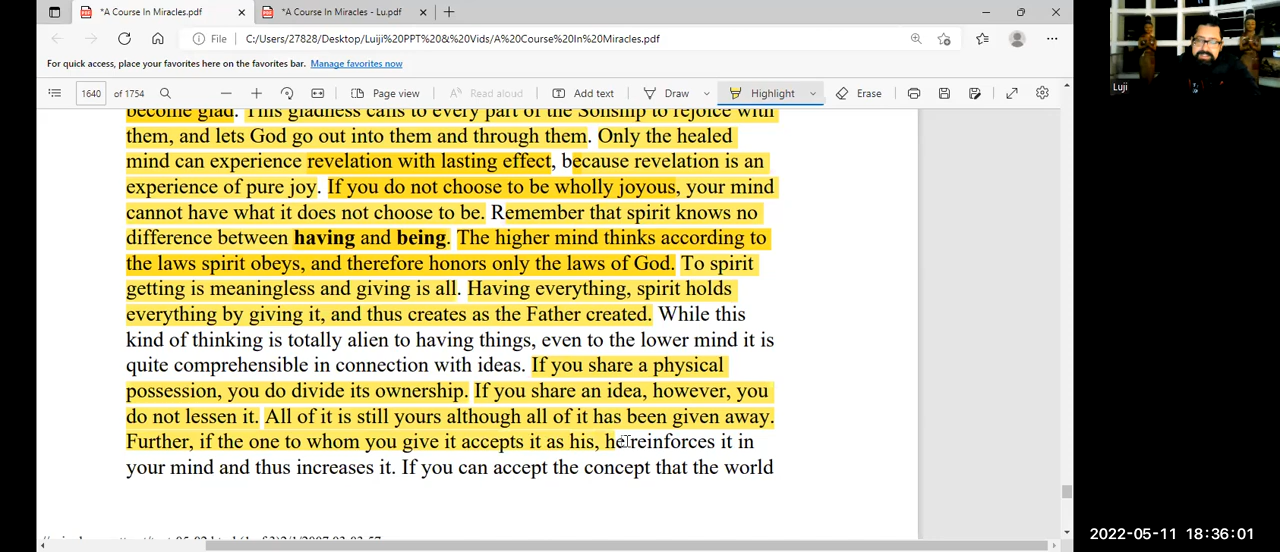 *A Course In Miracles.pdf
*A Course In Miracles - Lu.pdf
File
C:/Users/27828/Desktop/Luiji%20PPT%20&%20Vids/A%20Course%20In%20Miracles.pdf
For quick access, place your favorites here on the favorites bar. Manage favorites now
1640 of 1754
Page view
Read aloud
Add text
Draw
Highlight
Erase
become glad. This gladness calls to every part of the Sonship to rejoice with
them, and lets God go out into them and through them. Only the healed
mind can experience revelation with lasting effect, because revelation is an
experience of pure joy. If you do not choose to be wholly joyous, your mind
cannot have what it does not choose to be. Remember that spirit knows no
difference between having and being. The higher mind thinks according to
the laws spirit obeys, and therefore honors only the laws of God. To spirit
getting is meaningless and giving is all. Having everything, spirit holds
everything by giving it, and thus creates as the Father created. While this
kind of thinking is totally alien to having things, even to the lower mind it is
quite comprehensible in connection with ideas. If you share a physical
possession, you do divide its ownership. If you share an idea, however, you
do not lessen it. All of it is still yours although all of it has been given away.
Further, if the one to whom you give it accepts it as his, he reinforces it in
your mind and thus increases it. If you can accept the concept that the world
Luji
2022-05-11 18:36:01